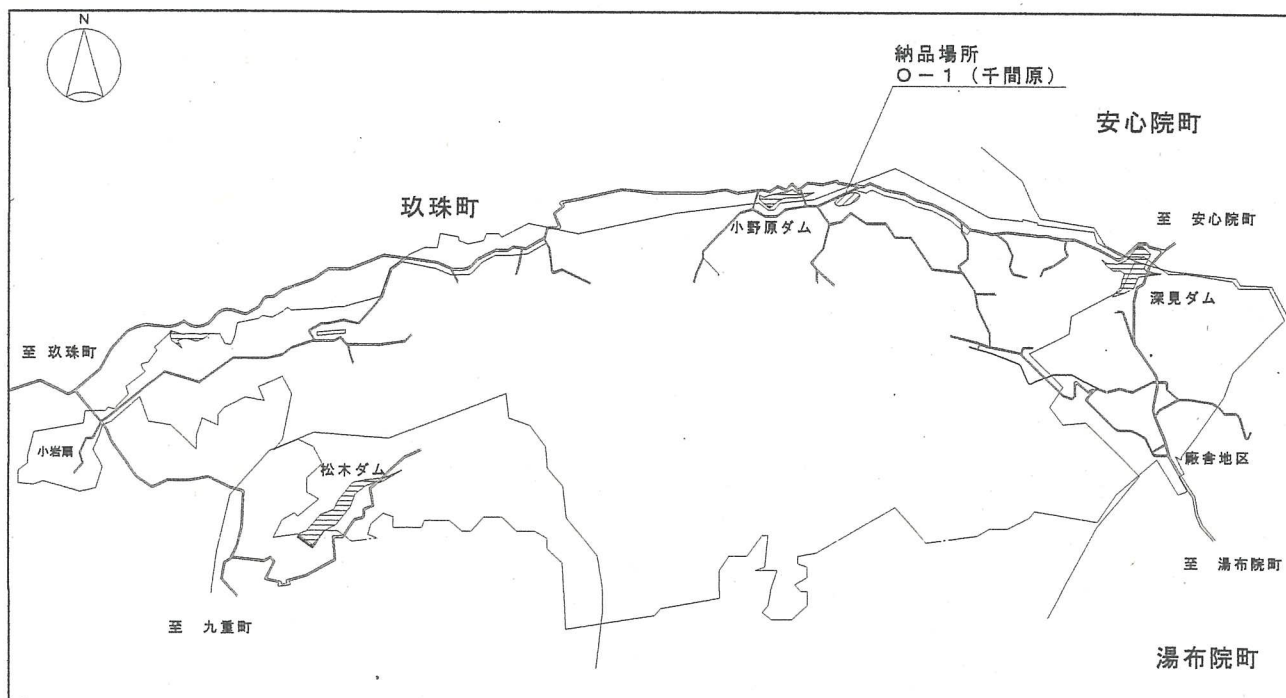 N
納品場所
O-1(千間原)
安心院町
玖珠町
至 安心院町
小野原ダム
深見ダム
至 玖珠町
小岩扇
松木ダム
廠舎地区
至 湯布院町
至 九重町
湯布院町